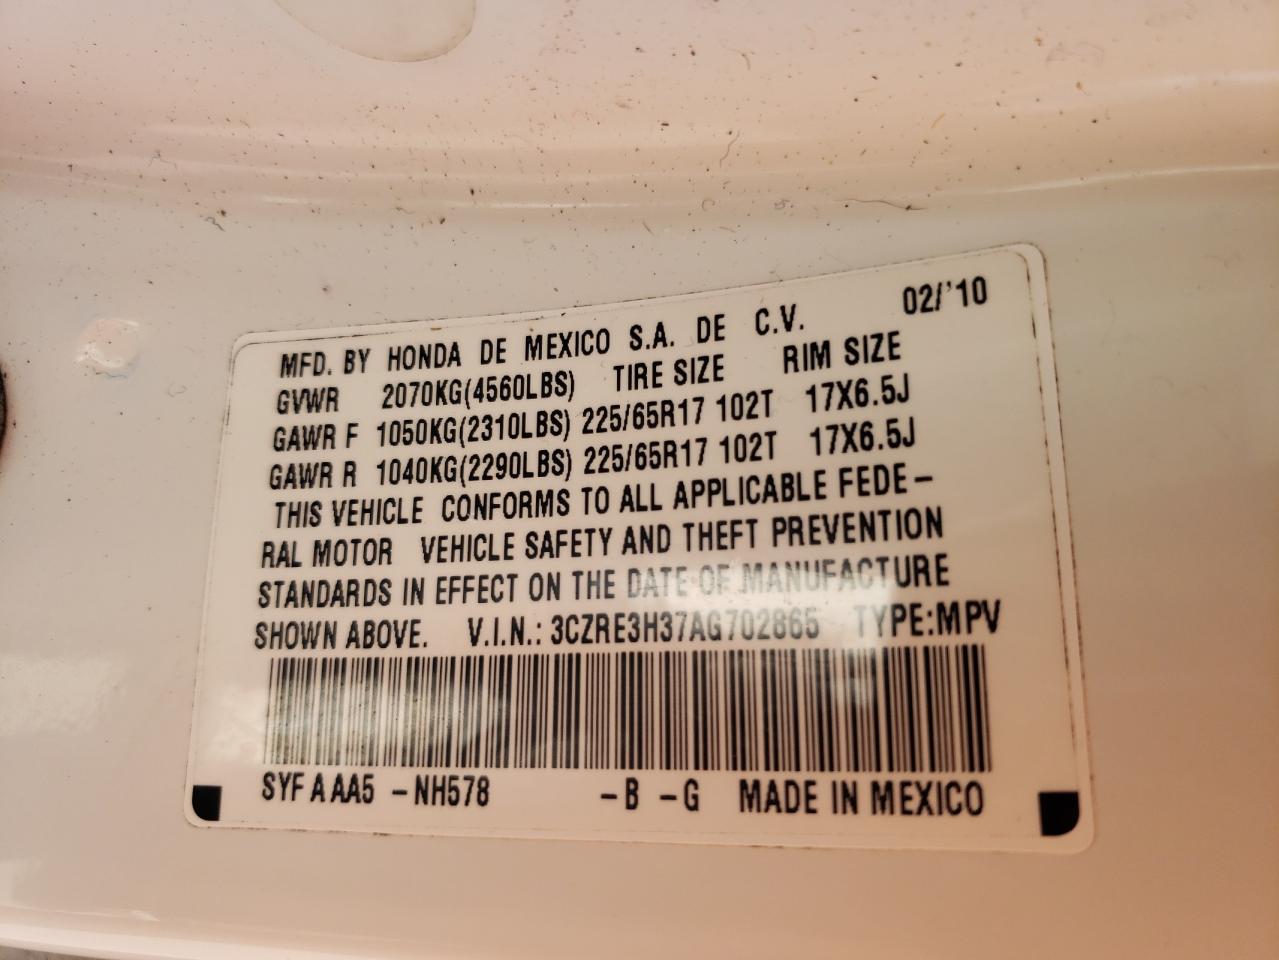 MFD. BY HONDA DE MEXICO S.A. DE C.V. 02/'10
GVWR 2070KG(4560LBS) TIRE SIZE RIM SIZE
GAWR F 1050KG(2310LBS) 225/65R17 102T 17X6.5J
GAWR R 1040KG(2290LBS) 225/65R17 102T 17X6.5J
THIS VEHICLE CONFORMS TO ALL APPLICABLE FEDE-
RAL MOTOR VEHICLE SAFETY AND THEFT PREVENTION
STANDARDS IN EFFECT ON THE DATE OF MANUFACTURE
SHOWN ABOVE. V.I.N.: 3CZRE3H37AG702865 TYPE:MPV
SYFAAA5 -NH578 -B -G MADE IN MEXICO